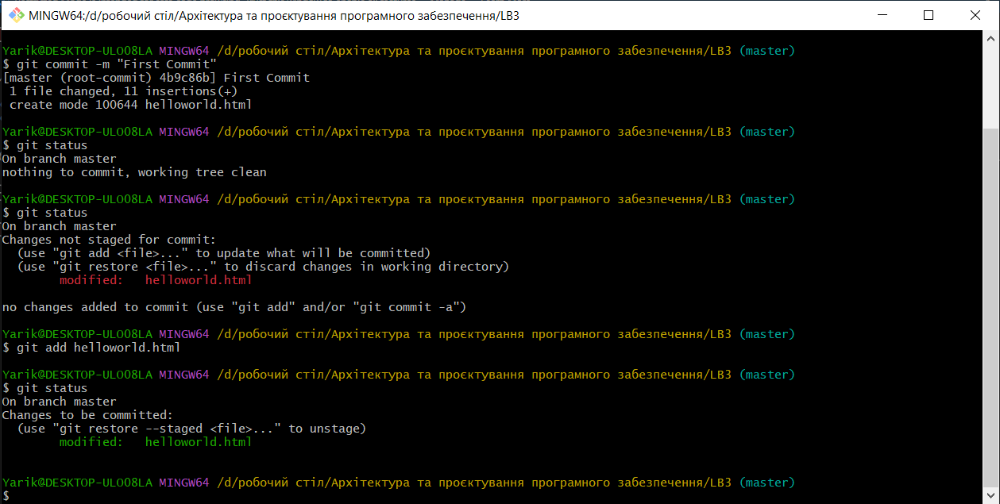 MINGW64:/d/робочий стіл/Архітектура та проєктування програмного забезпечення/LB3
Yarik@DESKTOP-UL0O8LA MINGW64 /d/робочий стіл/Архітектура та проєктування програмного забезпечення/LB3 (master)
$ git commit -m "First Commit"
[master (root-commit) 4b9c86b] First Commit
 1 file changed, 11 insertions(+)
 create mode 100644 helloworld.html
Yarik@DESKTOP-UL0O8LA MINGW64 /d/робочий стіл/Архітектура та проєктування програмного забезпечення/LB3 (master)
$ git status
On branch master
nothing to commit, working tree clean
Yarik@DESKTOP-UL0O8LA MINGW64 /d/робочий стіл/Архітектура та проєктування програмного забезпечення/LB3 (master)
$ git status
On branch master
Changes not staged for commit:
  (use "git add <file>..." to update what will be committed)
  (use "git restore <file>..." to discard changes in working directory)
        modified:   helloworld.html
no changes added to commit (use "git add" and/or "git commit -a")
Yarik@DESKTOP-UL0O8LA MINGW64 /d/робочий стіл/Архітектура та проєктування програмного забезпечення/LB3 (master)
$ git add helloworld.html
Yarik@DESKTOP-UL0O8LA MINGW64 /d/робочий стіл/Архітектура та проєктування програмного забезпечення/LB3 (master)
$ git status
On branch master
Changes to be committed:
  (use "git restore --staged <file>..." to unstage)
        modified:   helloworld.html
Yarik@DESKTOP-UL0O8LA MINGW64 /d/робочий стіл/Архітектура та проєктування програмного забезпечення/LB3 (master)
$